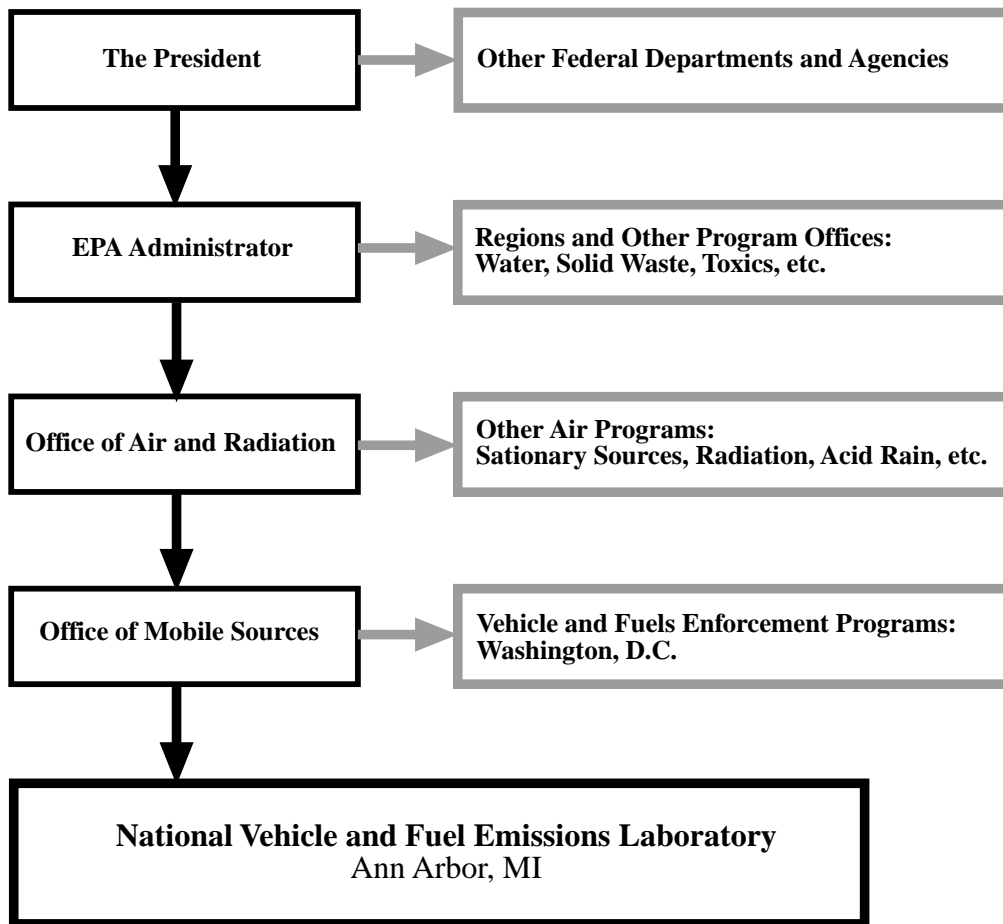 The President
Other Federal Departments and Agencies
EPA Administrator
Regions and Other Program Offices:
Water, Solid Waste, Toxics, etc.
Office of Air and Radiation
Other Air Programs:
Sationary Sources, Radiation, Acid Rain, etc.
Office of Mobile Sources
Vehicle and Fuels Enforcement Programs:
Washington, D.C.
National Vehicle and Fuel Emissions Laboratory
Ann Arbor, MI